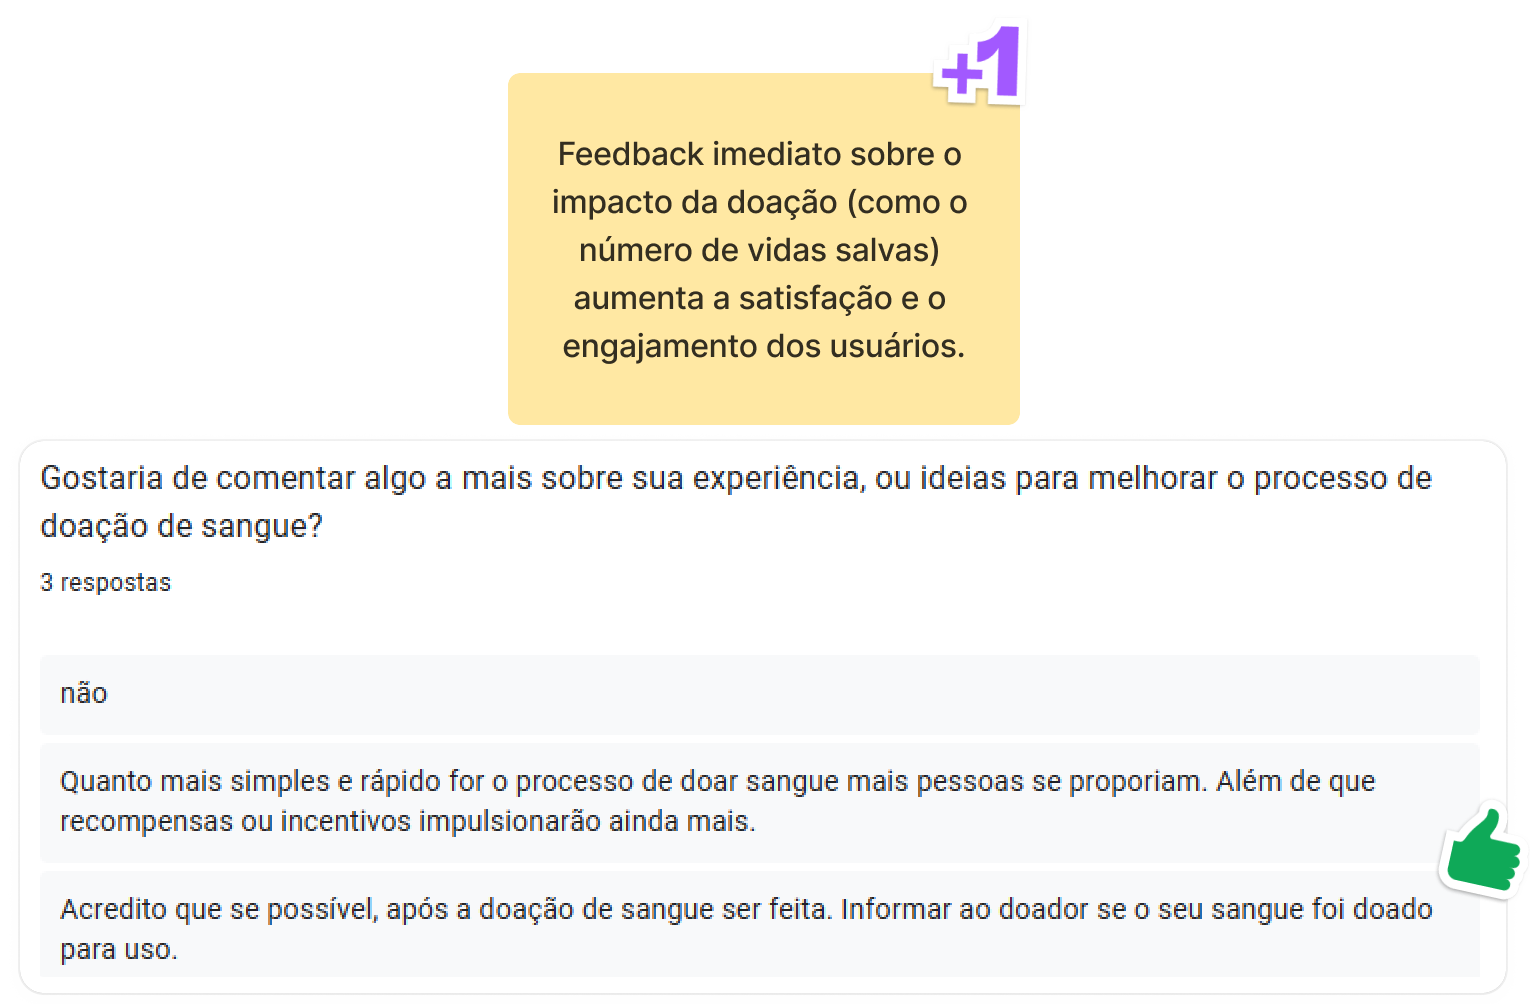 +1
Feedback imediato sobre o
impacto da doação (como o
número de vidas salvas)
aumenta a satisfação e o
engajamento dos usuários.
Gostaria de comentar algo a mais sobre sua experiência, ou ideias para melhorar o processo de
doação de sangue?
3 respostas
não
Quanto mais simples e rápido for o processo de doar sangue mais pessoas se proporiam. Além de que
recompensas ou incentivos impulsionarão ainda mais.
Acredito que se possível, após a doação de sangue ser feita. Informar ao doador se o seu sangue foi doado
para uso.